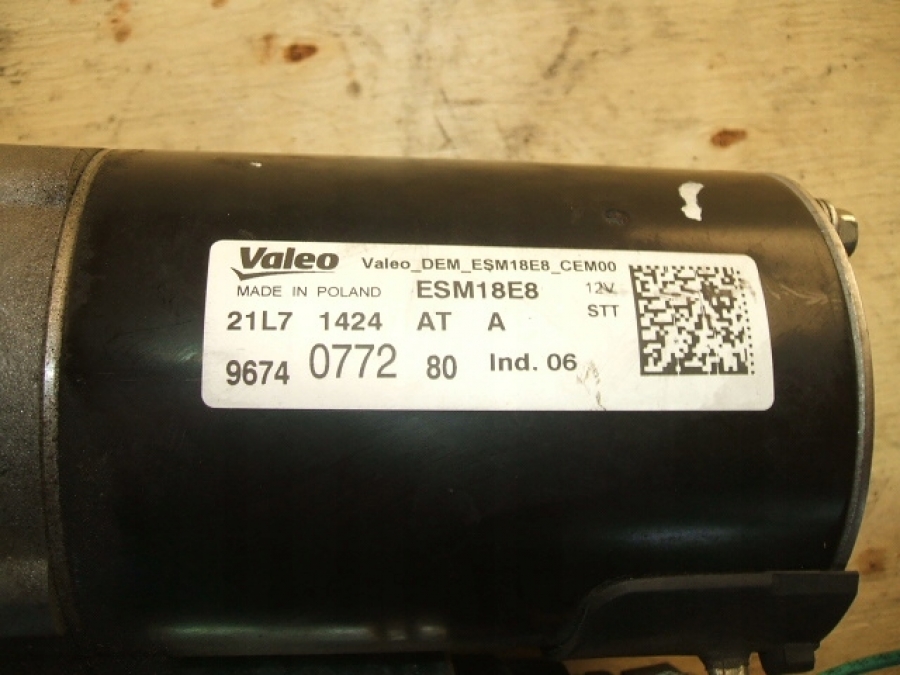 Valeo Valeo_DEM_ESM18E8_CEM00
MADE IN POLAND ESM18E8 12V
STT
21L7 1424 AT A
9674 0772 80 Ind. 06